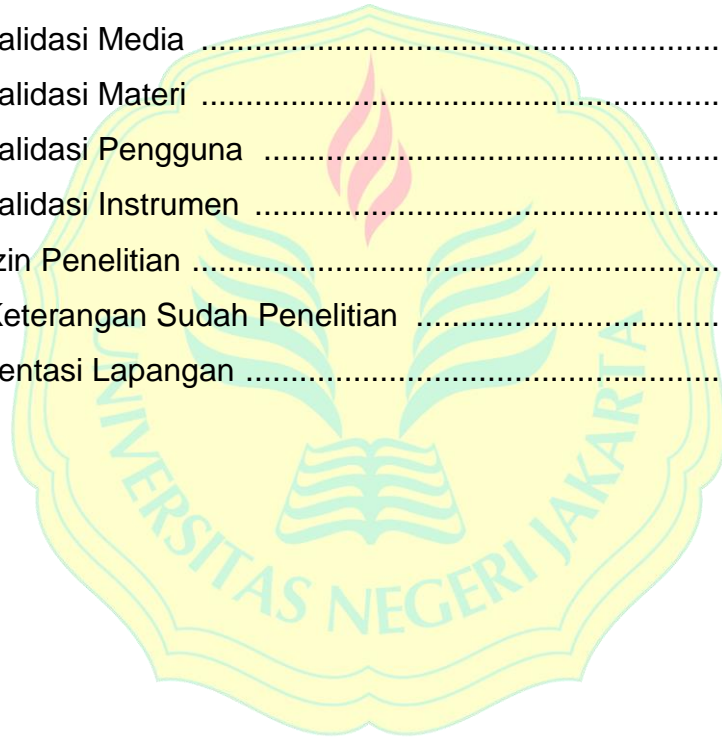 alidasi Media ..........................................................
alidasi Materi ..........................................................
alidasi Pengguna ...................................................
alidasi Instrumen ....................................................
zin Penelitian ...........................................................
Keterangan Sudah Penelitian ..................................
entasi Lapangan .....................................................
UNIVERSITAS NEGERI JAKARTA